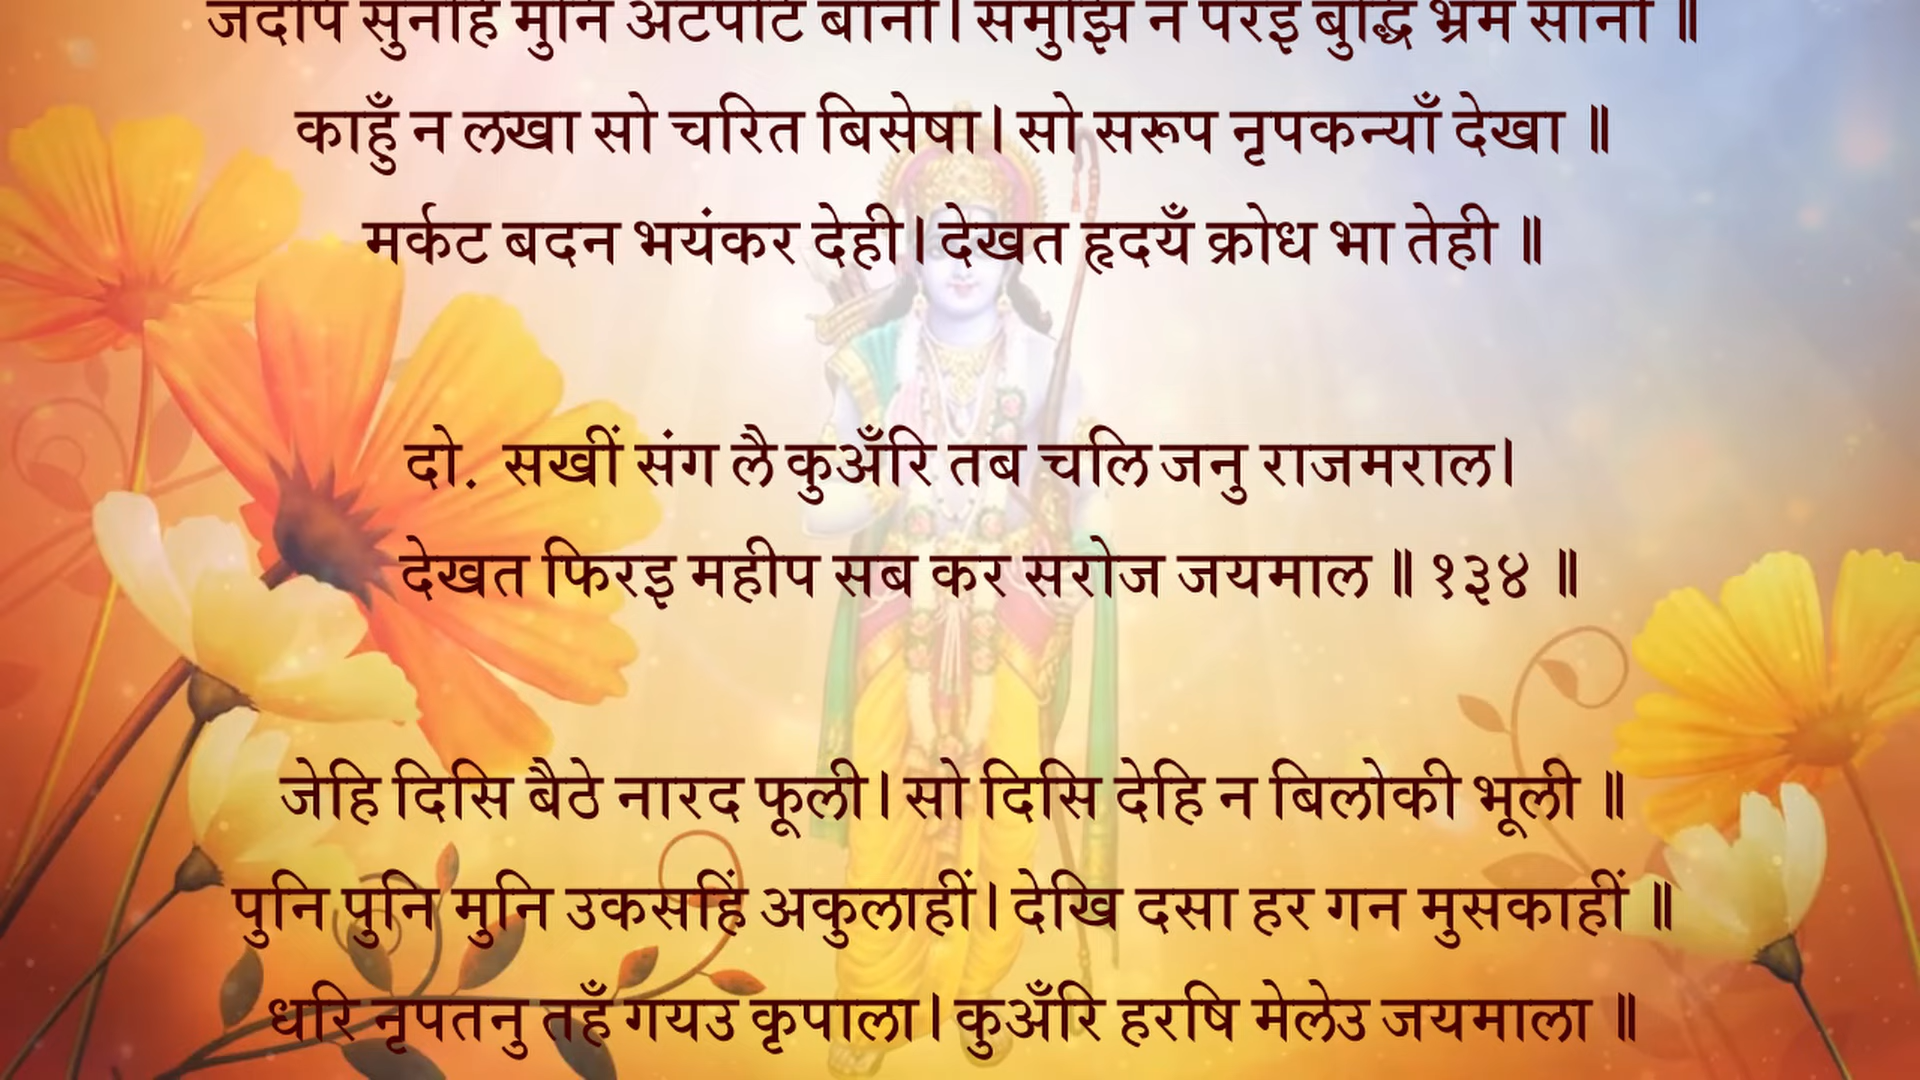 जदपि सुनहिं मुनि अटपटि बानी। समुझि न परइ बुद्धि भ्रम सानी ॥
काहुँ न लखा सो चरित बिसेषा। सो सरूप नृपकन्याँ देखा ॥
मर्कट बदन भयंकर देही। देखत हृदयँ क्रोध भा तेही ॥
दो. सखीं संग लै कुअँरि तब चलि जनु राजमराल।
देखत फिरइ महीप सब कर सरोज जयमाल ॥ १३४ ॥
जेहि दिसि बैठे नारद फूली। सो दिसि देहि न बिलोकी भूली ॥
पुनि पुनि मुनि उकसहिं अकुलाहीं। देखि दसा हर गन मुसकाहीं ॥
धरि नृपतनु तहँ गयउ कृपाला। कुअँरि हरषि मेलेउ जयमाला ॥